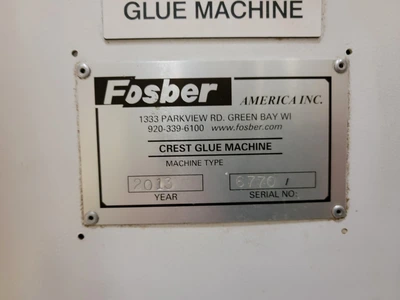 GLUE MACHINE
Fosber AMERICA INC.
1333 PARKVIEW RD. GREEN BAY WI
920-339-6100 www.fosber.com
CREST GLUE MACHINE
MACHINE TYPE
2013
YEAR SERIAL NO: